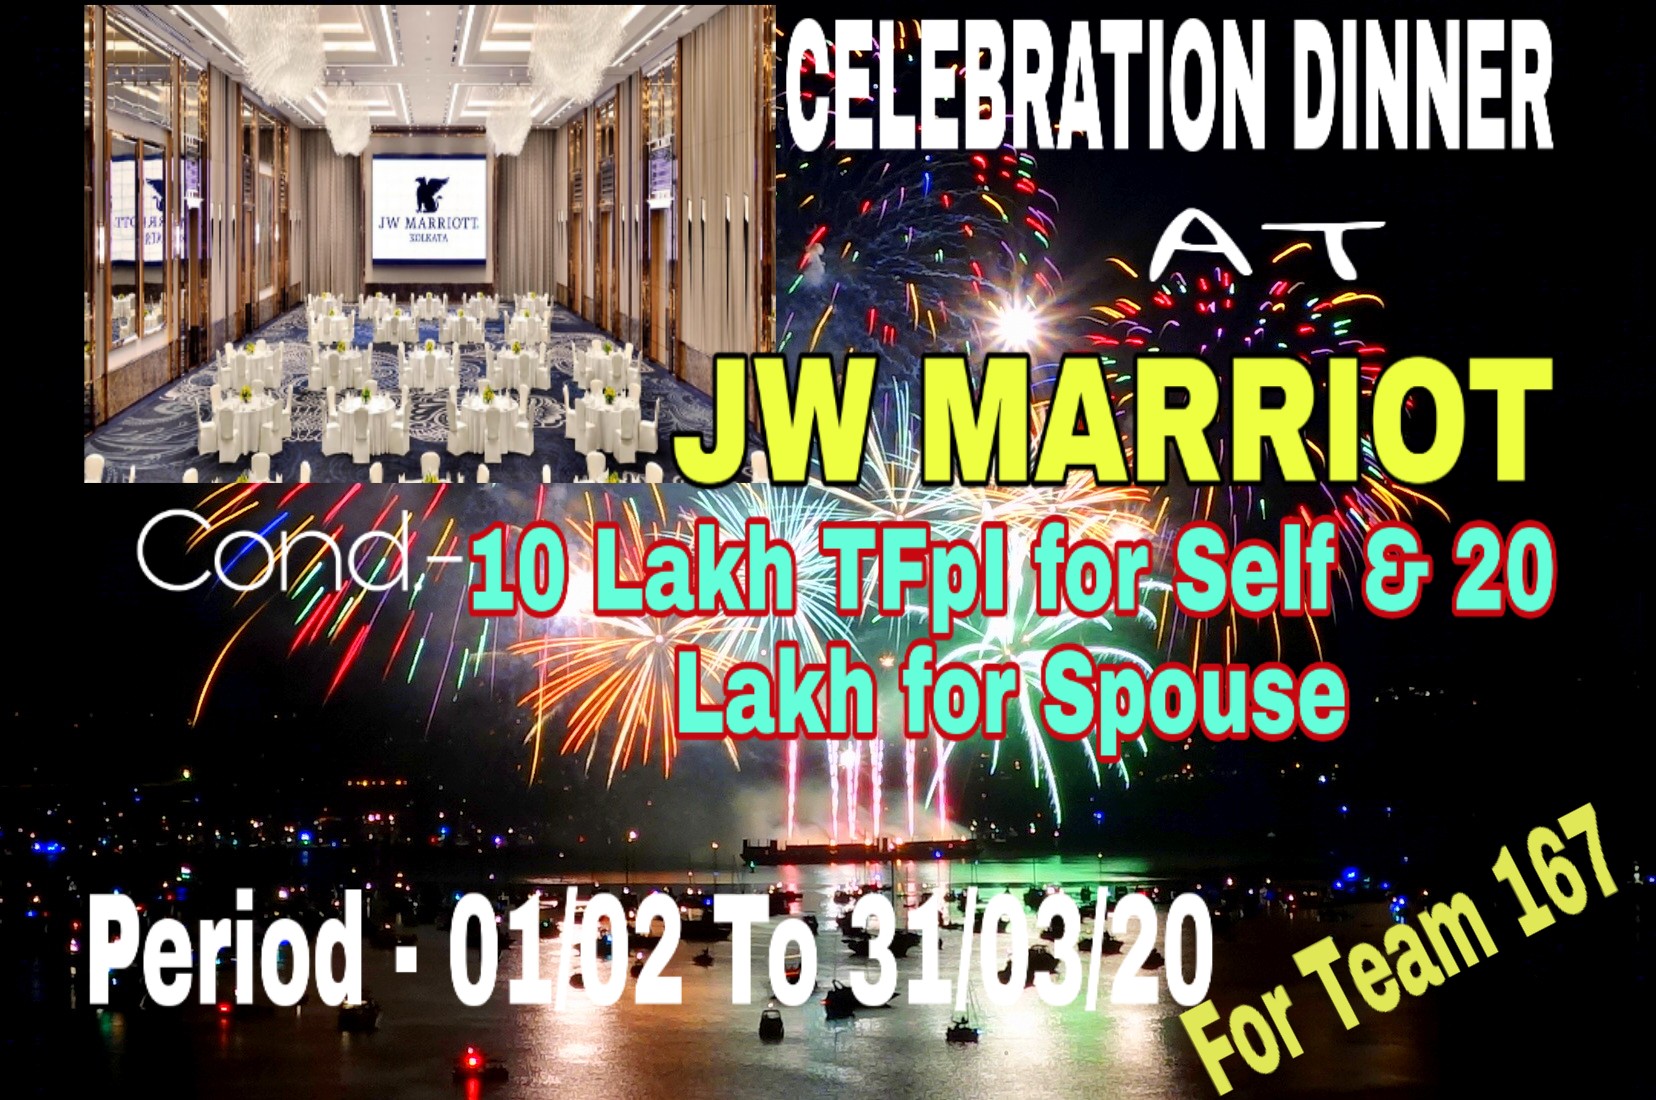 CELEBRATION DINNER
AT
JW MARRIOTT
KOLKATA
JW MARRIOT
Cond.-10 Lakh TFpI for Self & 20
Lakh for Spouse
Period - 01/02 To 31/03/20
For Team 167